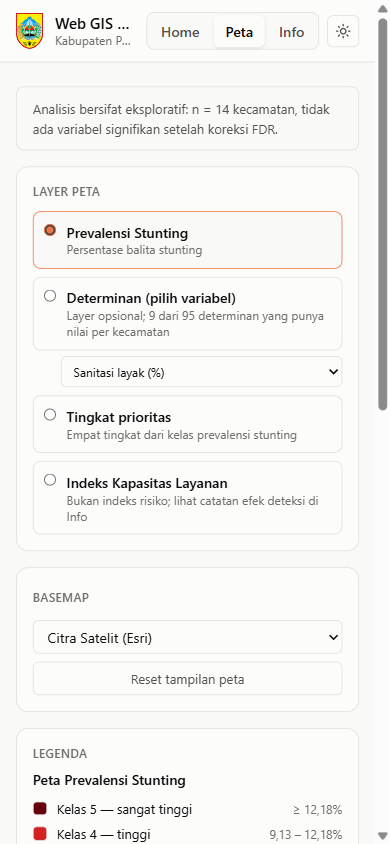 Web GIS ...
Kabupaten P...
Home
Peta
Info
Analisis bersifat eksploratif: n = 14 kecamatan, tidak
ada variabel signifikan setelah koreksi FDR.
LAYER PETA
Prevalensi Stunting
Persentase balita stunting
Determinan (pilih variabel)
Layer opsional; 9 dari 95 determinan yang punya
nilai per kecamatan
Sanitasi layak (%)
Tingkat prioritas
Empat tingkat dari kelas prevalensi stunting
Indeks Kapasitas Layanan
Bukan indeks risiko; lihat catatan efek deteksi di
Info
BASEMAP
Citra Satelit (Esri)
Reset tampilan peta
LEGENDA
Peta Prevalensi Stunting
Kelas 5 — sangat tinggi ≥ 12,18%
Kelas 4 — tinggi 9,13 – 12,18%